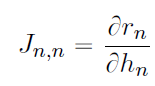 J_{n,n} = \frac{\partial r_n}{\partial h_n}